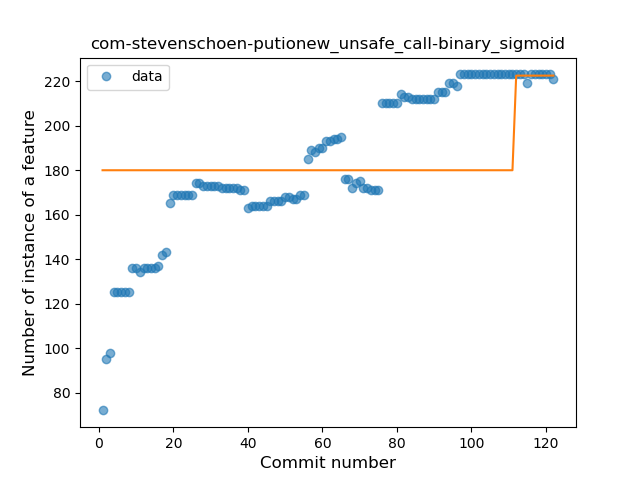 com-stevenschoen-putionew_unsafe_call-binary_sigmoid
data
Number of instance of a feature
220
200
180
160
140
120
100
80
0 20 40 60 80 100 120
Commit number